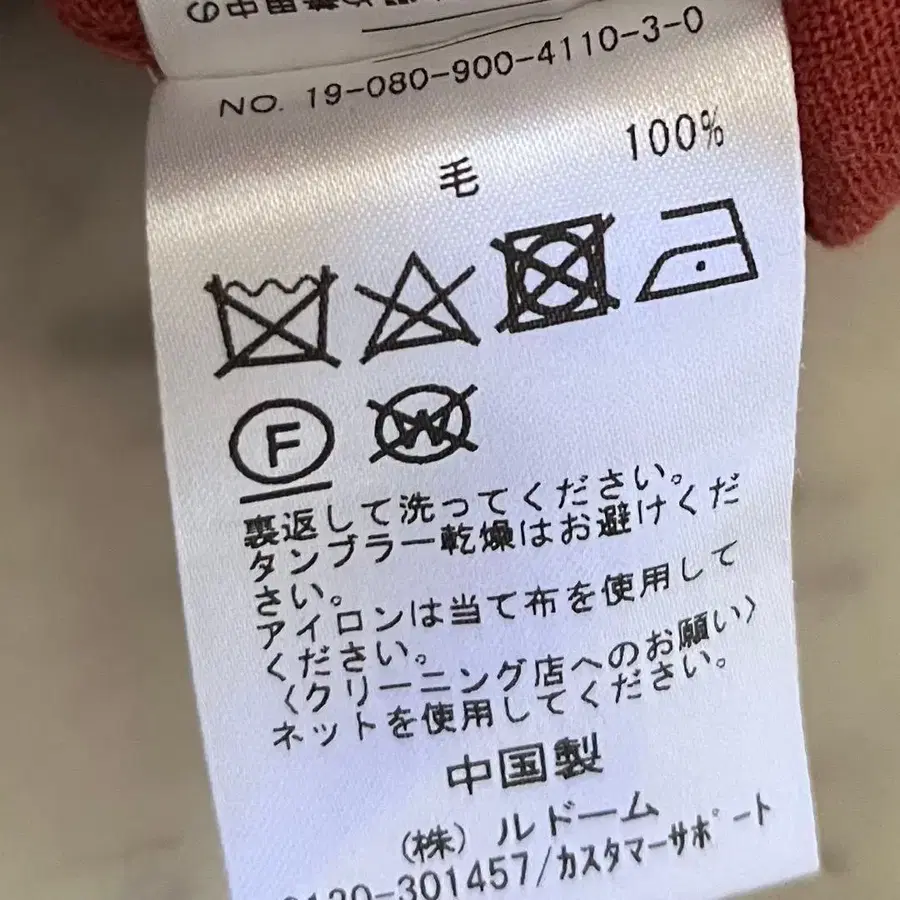 NO. 19-080-900-4110-3-0
毛 100%
F
W
裏返して洗ってください。
タンブラー乾燥はお避けくだ
さい。
アイロンは当て布を使用して
ください。
〈クリーニング店へのお願い〉
ネットを使用してください。
中国製
(株) ルドーム
0120-301457/カスタマーサポート